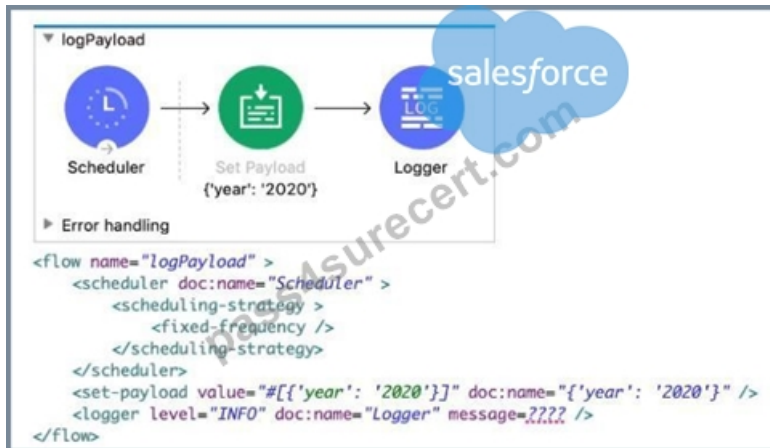 logPayload
salesforce
LOG
Scheduler
Set Payload
Logger
{'year': '2020'}
Error handling
pass4surecert.com
<flow name="logPayload" >
<scheduler doc:name="Scheduler" >
<scheduling-strategy >
<fixed-frequency />
</scheduling-strategy>
</scheduler>
<set-payload value="#[{'year': '2020'}]" doc:name="{'year': '2020'}" />
<logger level="INFO" doc:name="Logger" message=???? />
</flow>